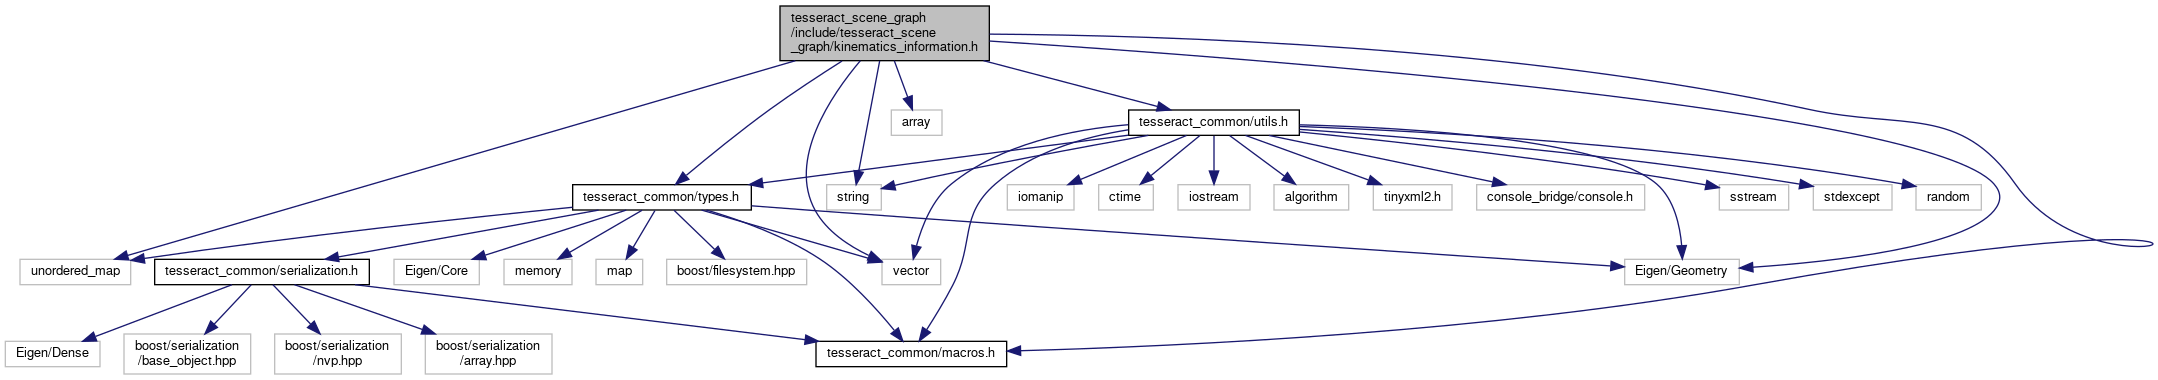 tesseract_scene_graph
/include/tesseract_scene
_graph/kinematics_information.h
array
tesseract_common/utils.h
tesseract_common/types.h
string
iomanip
ctime
iostream
algorithm
tinyxml2.h
console_bridge/console.h
sstream
stdexcept
random
unordered_map
tesseract_common/serialization.h
Eigen/Core
memory
map
boost/filesystem.hpp
vector
Eigen/Geometry
Eigen/Dense
boost/serialization
/base_object.hpp
boost/serialization
/nvp.hpp
boost/serialization
/array.hpp
tesseract_common/macros.h